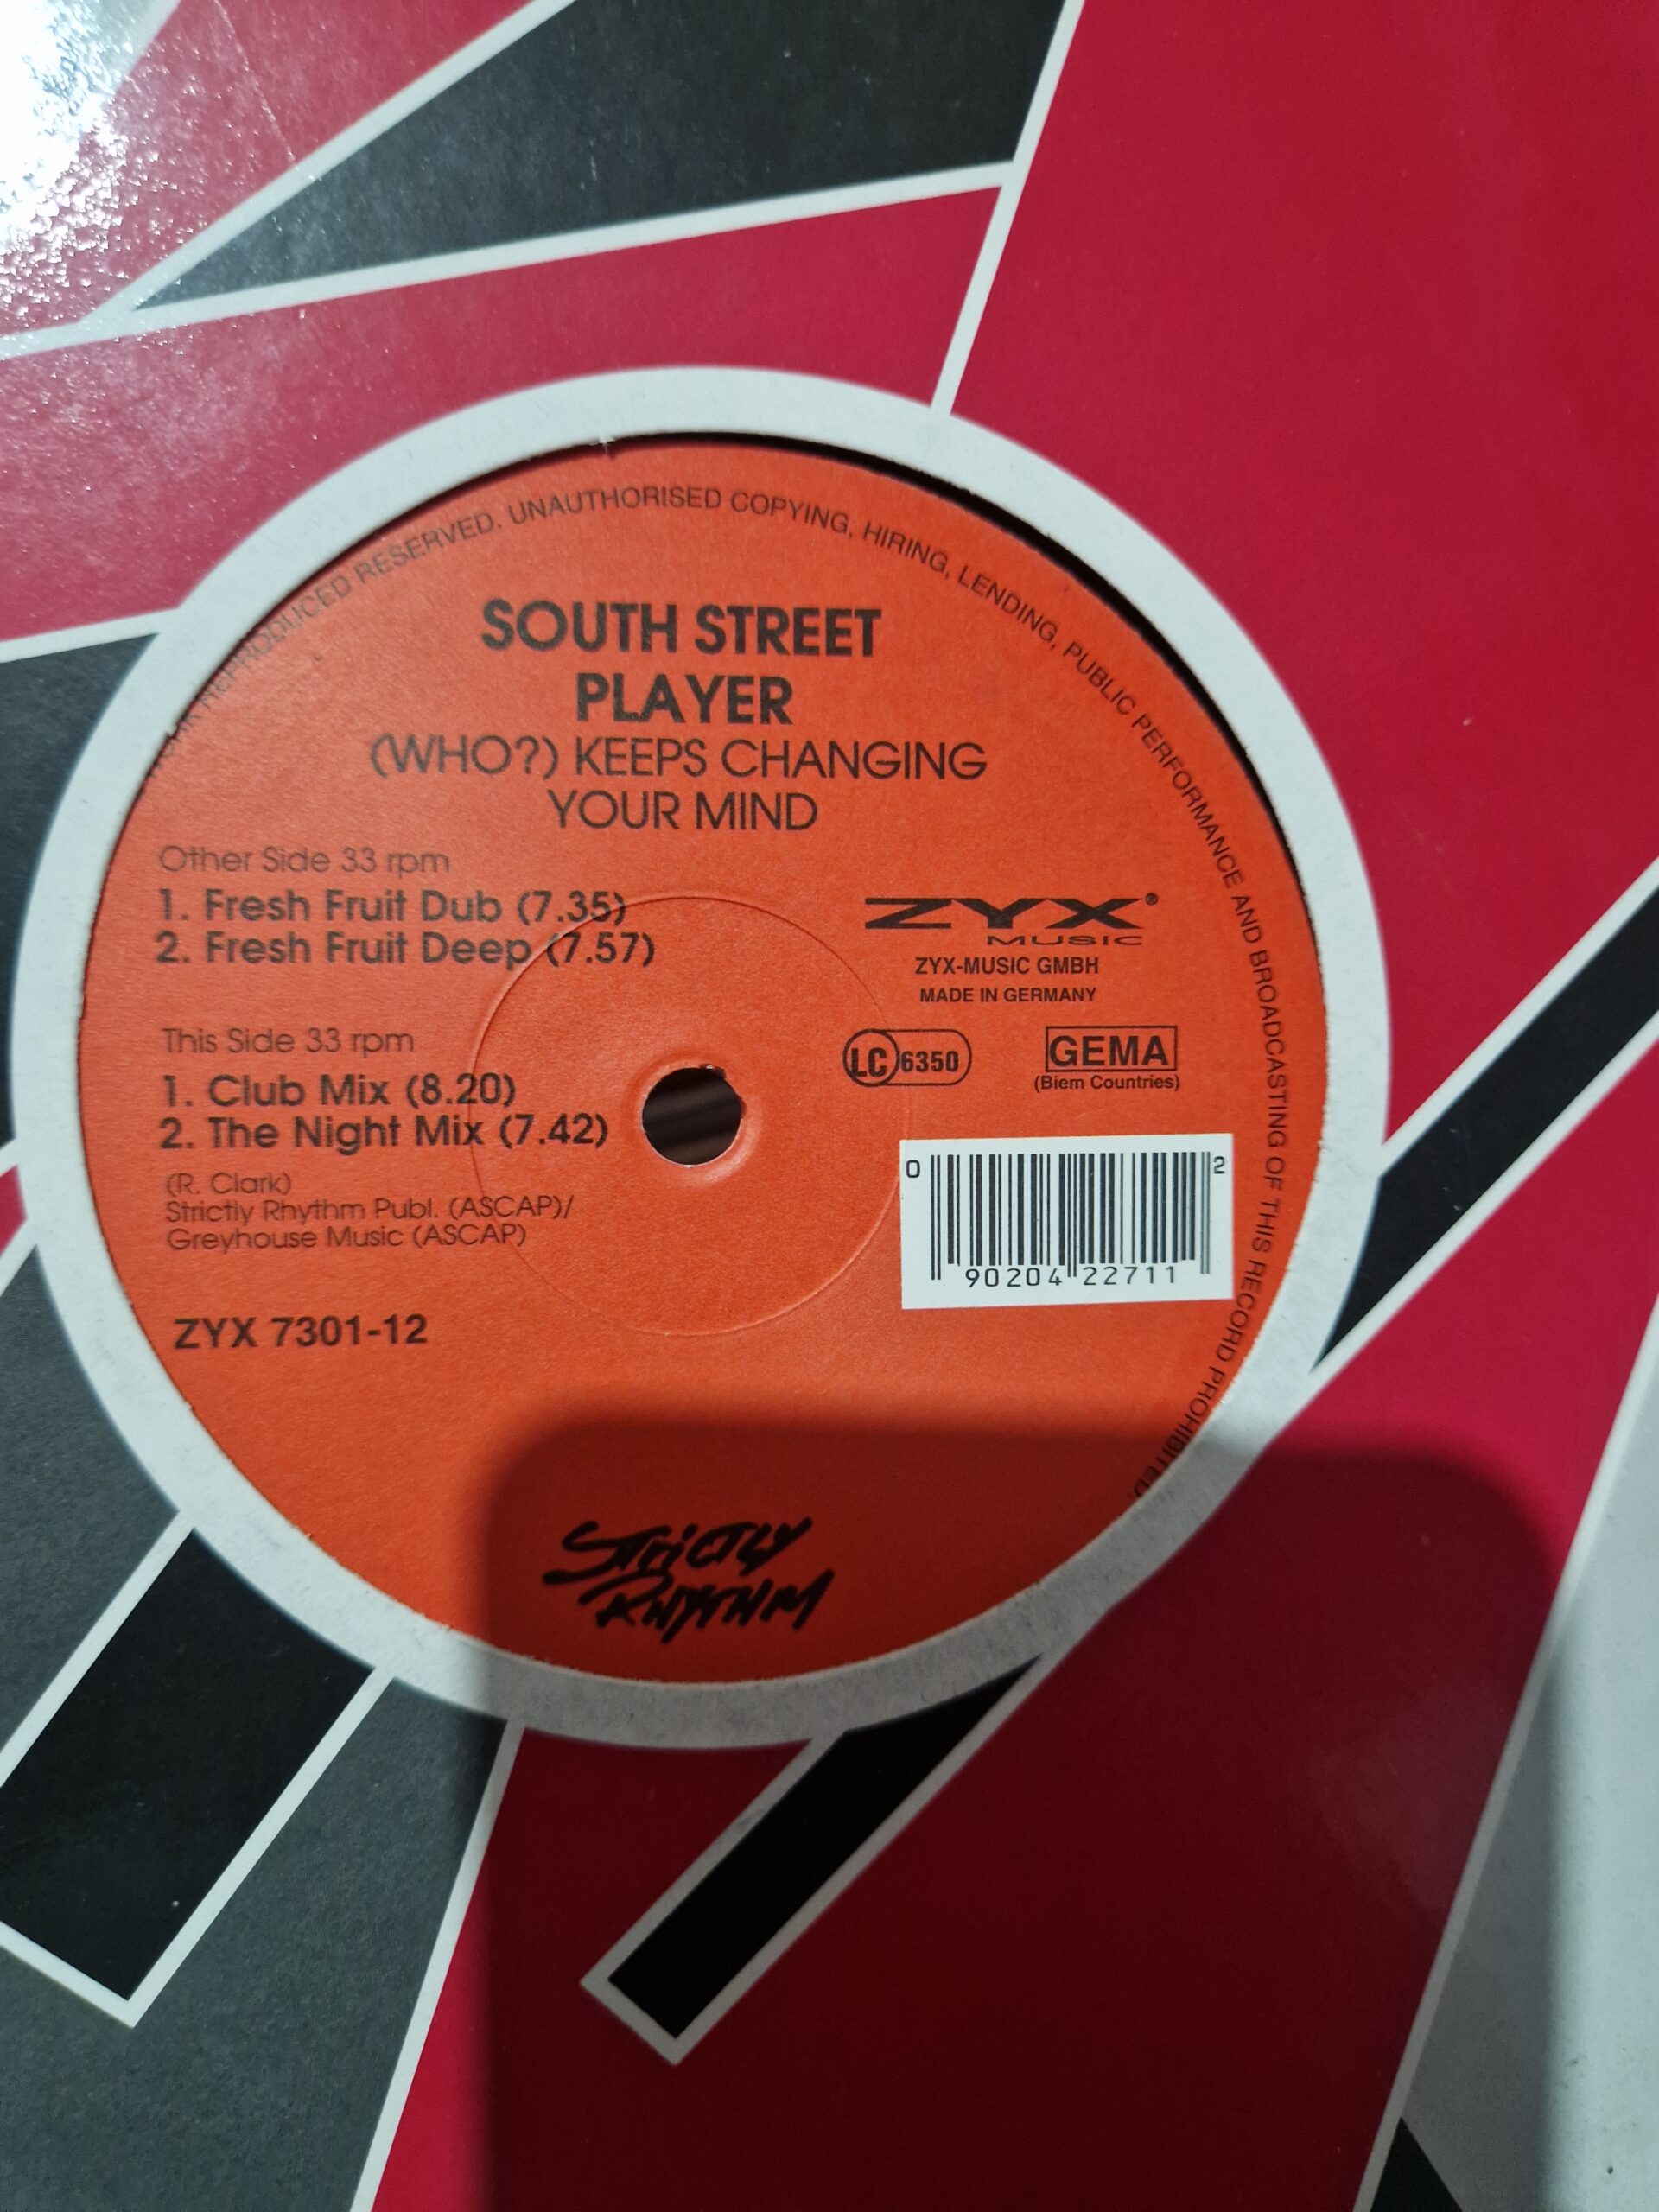 REPRODUCED RESERVED. UNAUTHORISED COPYING, HIRING, LENDING, PUBLIC PERFORMANCE AND BROADCASTING OF THIS RECORD PROHIBITED.
SOUTH STREET
PLAYER
(WHO?) KEEPS CHANGING
YOUR MIND
Other Side 33 rpm
1. Fresh Fruit Dub (7.35)
2. Fresh Fruit Deep (7.57)
This Side 33 rpm
1. Club Mix (8.20)
2. The Night Mix (7.42)
(R. Clark)
Strictly Rhythm Publ. (ASCAP)/
Greyhouse Music (ASCAP)
ZYX 7301-12
ZYX®
MUSIC
ZYX-MUSIC GMBH
MADE IN GERMANY
LC 6350
GEMA
(Biem Countries)
0 90204 22711 2
STRICTLY
RHYTHM